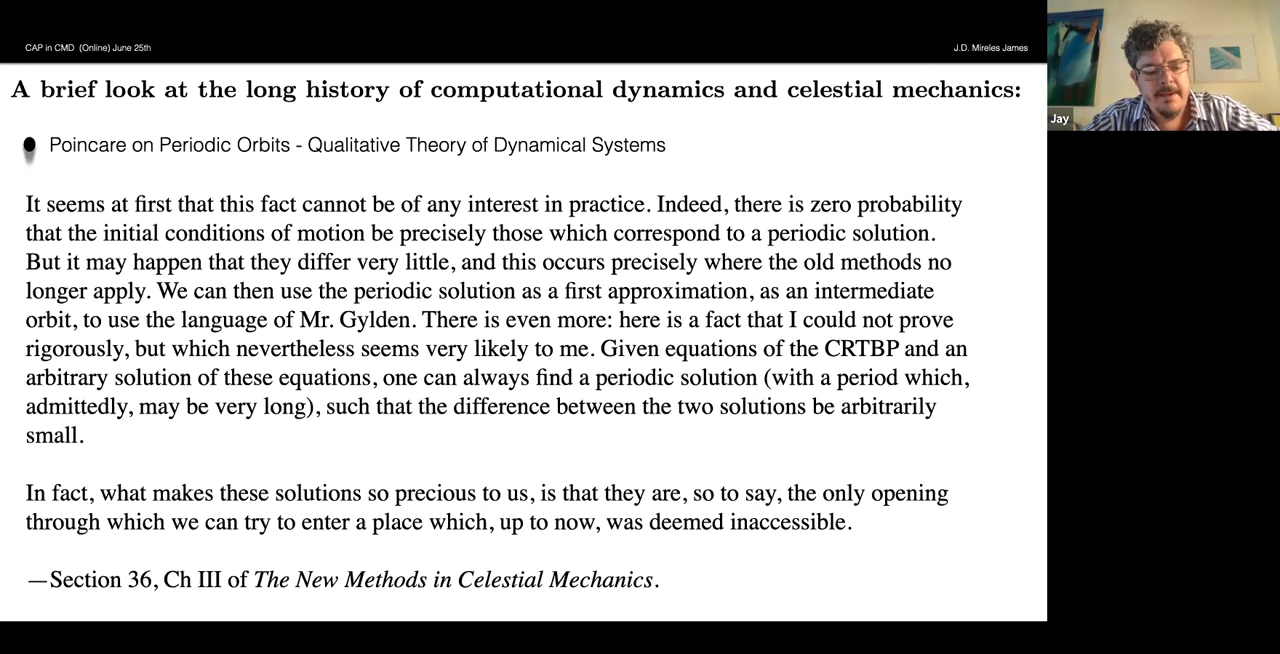 CAP in CMD (Online) June 25th
J.D. Mireles James
A brief look at the long history of computational dynamics and celestial mechanics:
Poincare on Periodic Orbits - Qualitative Theory of Dynamical Systems
It seems at first that this fact cannot be of any interest in practice. Indeed, there is zero probability
that the initial conditions of motion be precisely those which correspond to a periodic solution.
But it may happen that they differ very little, and this occurs precisely where the old methods no
longer apply. We can then use the periodic solution as a first approximation, as an intermediate
orbit, to use the language of Mr. Gylden. There is even more: here is a fact that I could not prove
rigorously, but which nevertheless seems very likely to me. Given equations of the CRTBP and an
arbitrary solution of these equations, one can always find a periodic solution (with a period which,
admittedly, may be very long), such that the difference between the two solutions be arbitrarily
small.
In fact, what makes these solutions so precious to us, is that they are, so to say, the only opening
through which we can try to enter a place which, up to now, was deemed inaccessible.
—Section 36, Ch III of The New Methods in Celestial Mechanics.
Jay